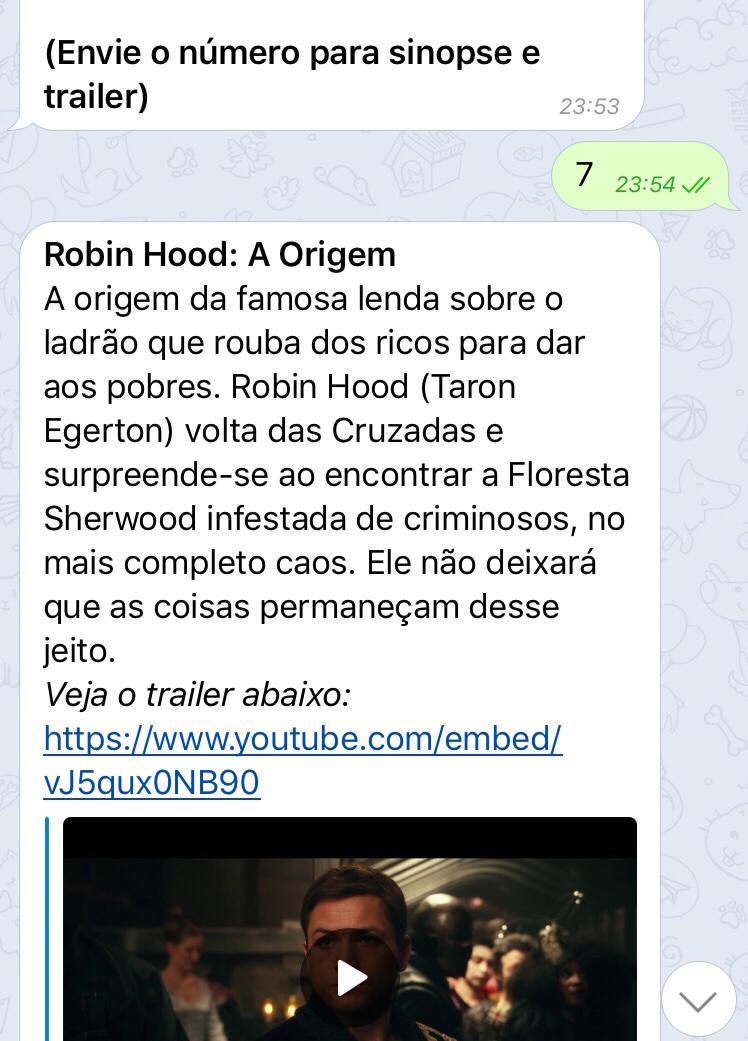 (Envie o número para sinopse e
trailer)
23:53
7 23:54
Robin Hood: A Origem
A origem da famosa lenda sobre o
ladrão que rouba dos ricos para dar
aos pobres. Robin Hood (Taron
Egerton) volta das Cruzadas e
surpreende-se ao encontrar a Floresta
Sherwood infestada de criminosos, no
mais completo caos. Ele não deixará
que as coisas permaneçam desse
jeito.
Veja o trailer abaixo:
https://www.youtube.com/embed/
vJ5qux0NB90